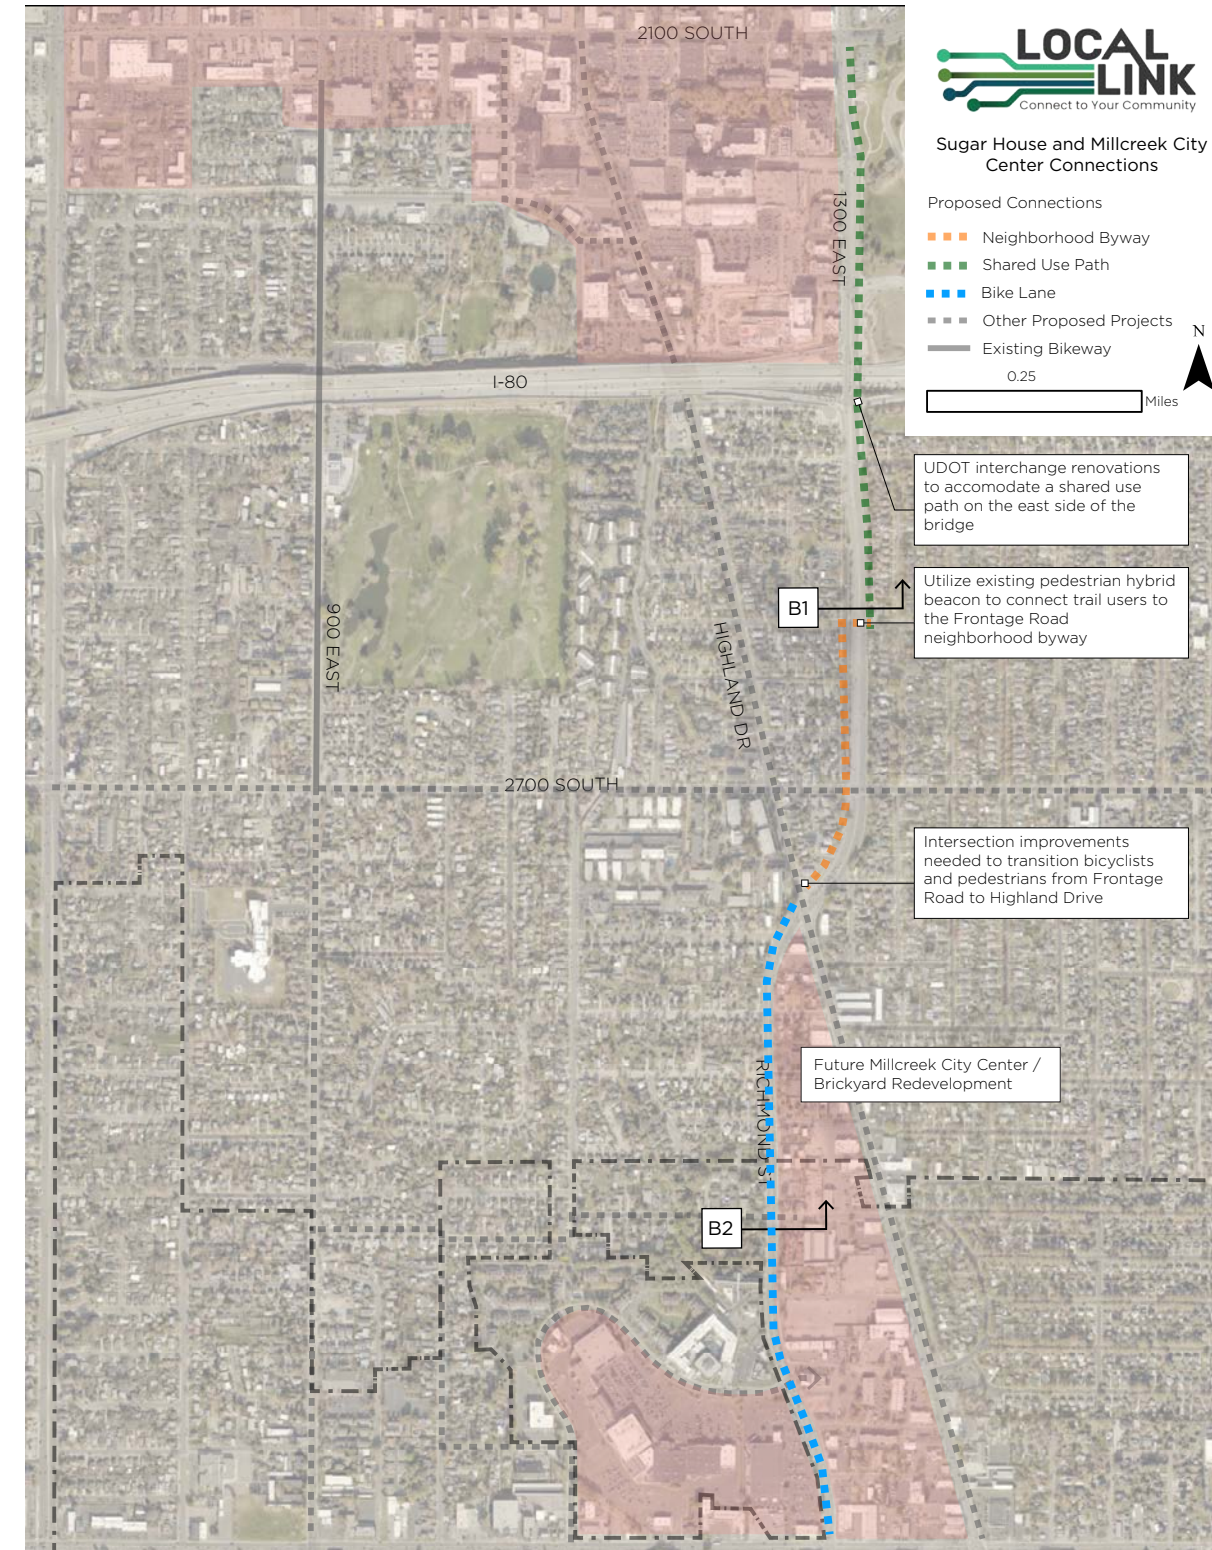 2100 SOUTH
LOCAL
LINK
Connect to Your Community
Sugar House and Millcreek City
Center Connections
Proposed Connections
Neighborhood Byway
Shared Use Path
Bike Lane
Other Proposed Projects
Existing Bikeway
N
0.25
Miles
1300 EAST
I-80
UDOT interchange renovations
to accomodate a shared use
path on the east side of the
bridge
Utilize existing pedestrian hybrid
beacon to connect trail users to
the Frontage Road
neighborhood byway
B1
900 EAST
HIGHLAND DR
2700 SOUTH
Intersection improvements
needed to transition bicyclists
and pedestrians from Frontage
Road to Highland Drive
Future Millcreek City Center /
Brickyard Redevelopment
RICHMOND ST
B2